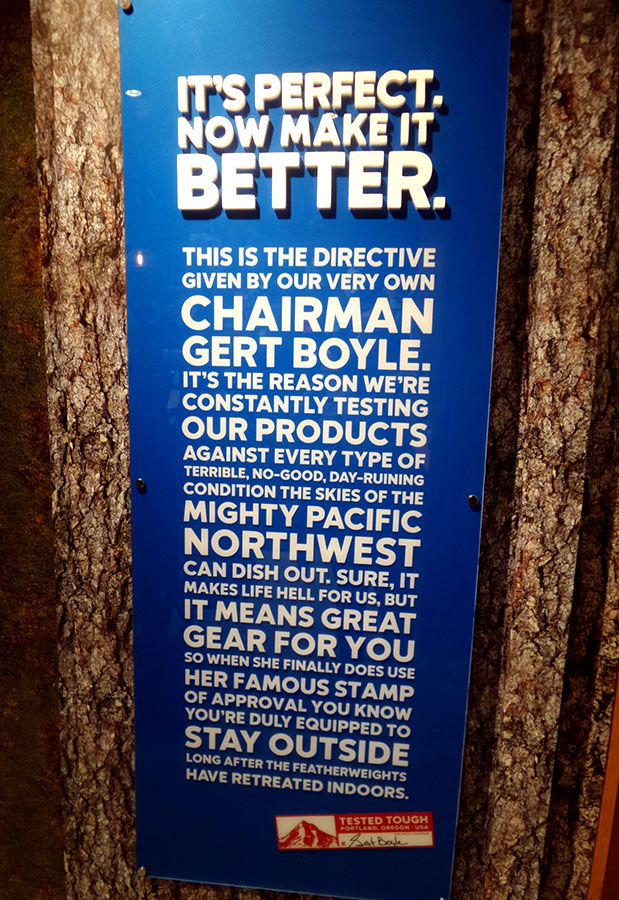 IT'S PERFECT.
NOW MAKE IT
BETTER.
THIS IS THE DIRECTIVE
GIVEN BY OUR VERY OWN
CHAIRMAN
GERT BOYLE.
IT'S THE REASON WE'RE
CONSTANTLY TESTING
OUR PRODUCTS
AGAINST EVERY TYPE OF
TERRIBLE, NO-GOOD, DAY-RUINING
CONDITION THE SKIES OF THE
MIGHTY PACIFIC
NORTHWEST
CAN DISH OUT. SURE, IT
MAKES LIFE HELL FOR US, BUT
IT MEANS GREAT
GEAR FOR YOU
SO WHEN SHE FINALLY DOES USE
HER FAMOUS STAMP
OF APPROVAL YOU KNOW
YOU'RE DULY EQUIPPED TO
STAY OUTSIDE
LONG AFTER THE FEATHERWEIGHTS
HAVE RETREATED INDOORS.
TESTED TOUGH
PORTLAND, OREGON · USA
x Gert Boyle